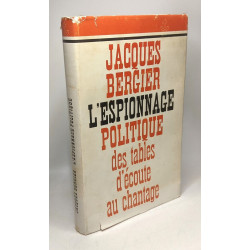 JACQUES
BERGIER
L'ESPIONNAGE
POLITIQUE
des tables
d'écoute
au chantage